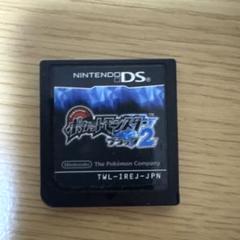 NINTENDO DS
ポケットモンスター
ブラック2
Nintendo The Pokémon Company
TWL-IREJ-JPN